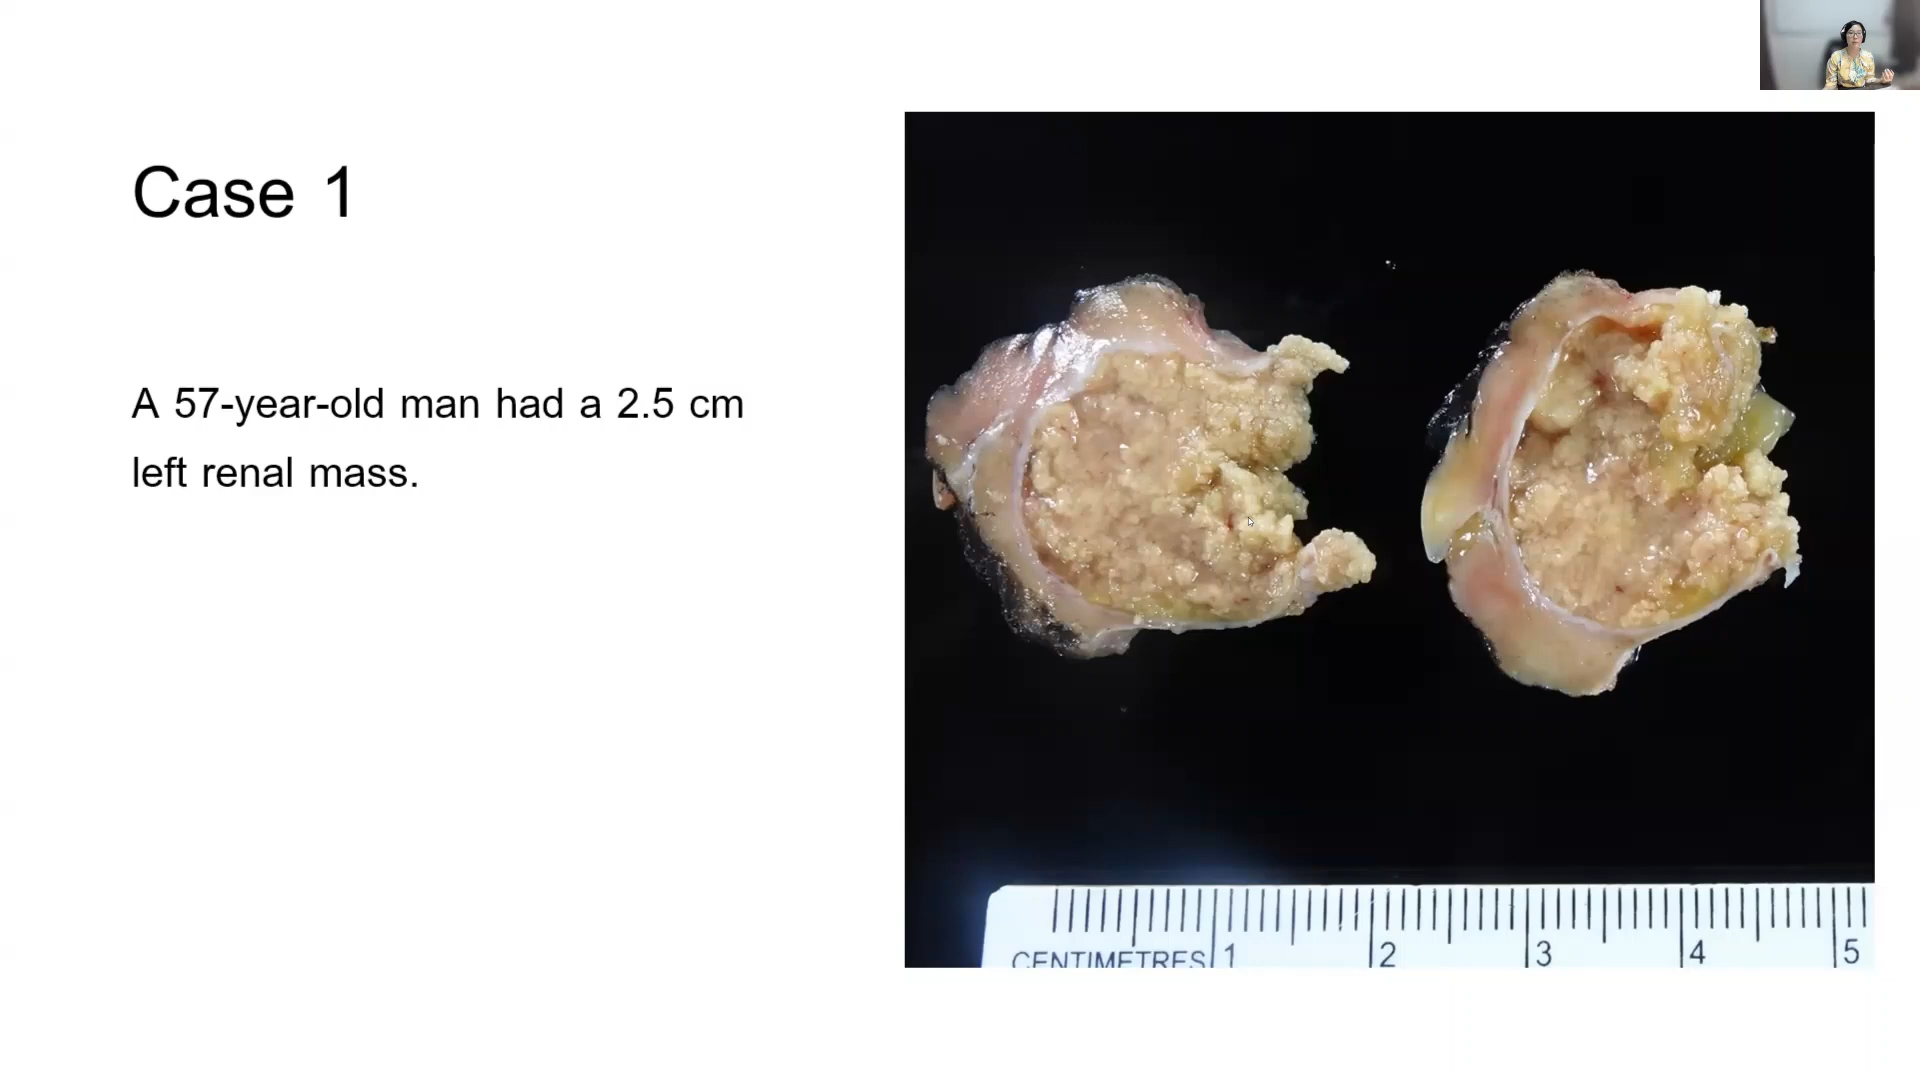 Case 1
A 57-year-old man had a 2.5 cm
left renal mass.
CENTIMETRES 1 2 3 4 5